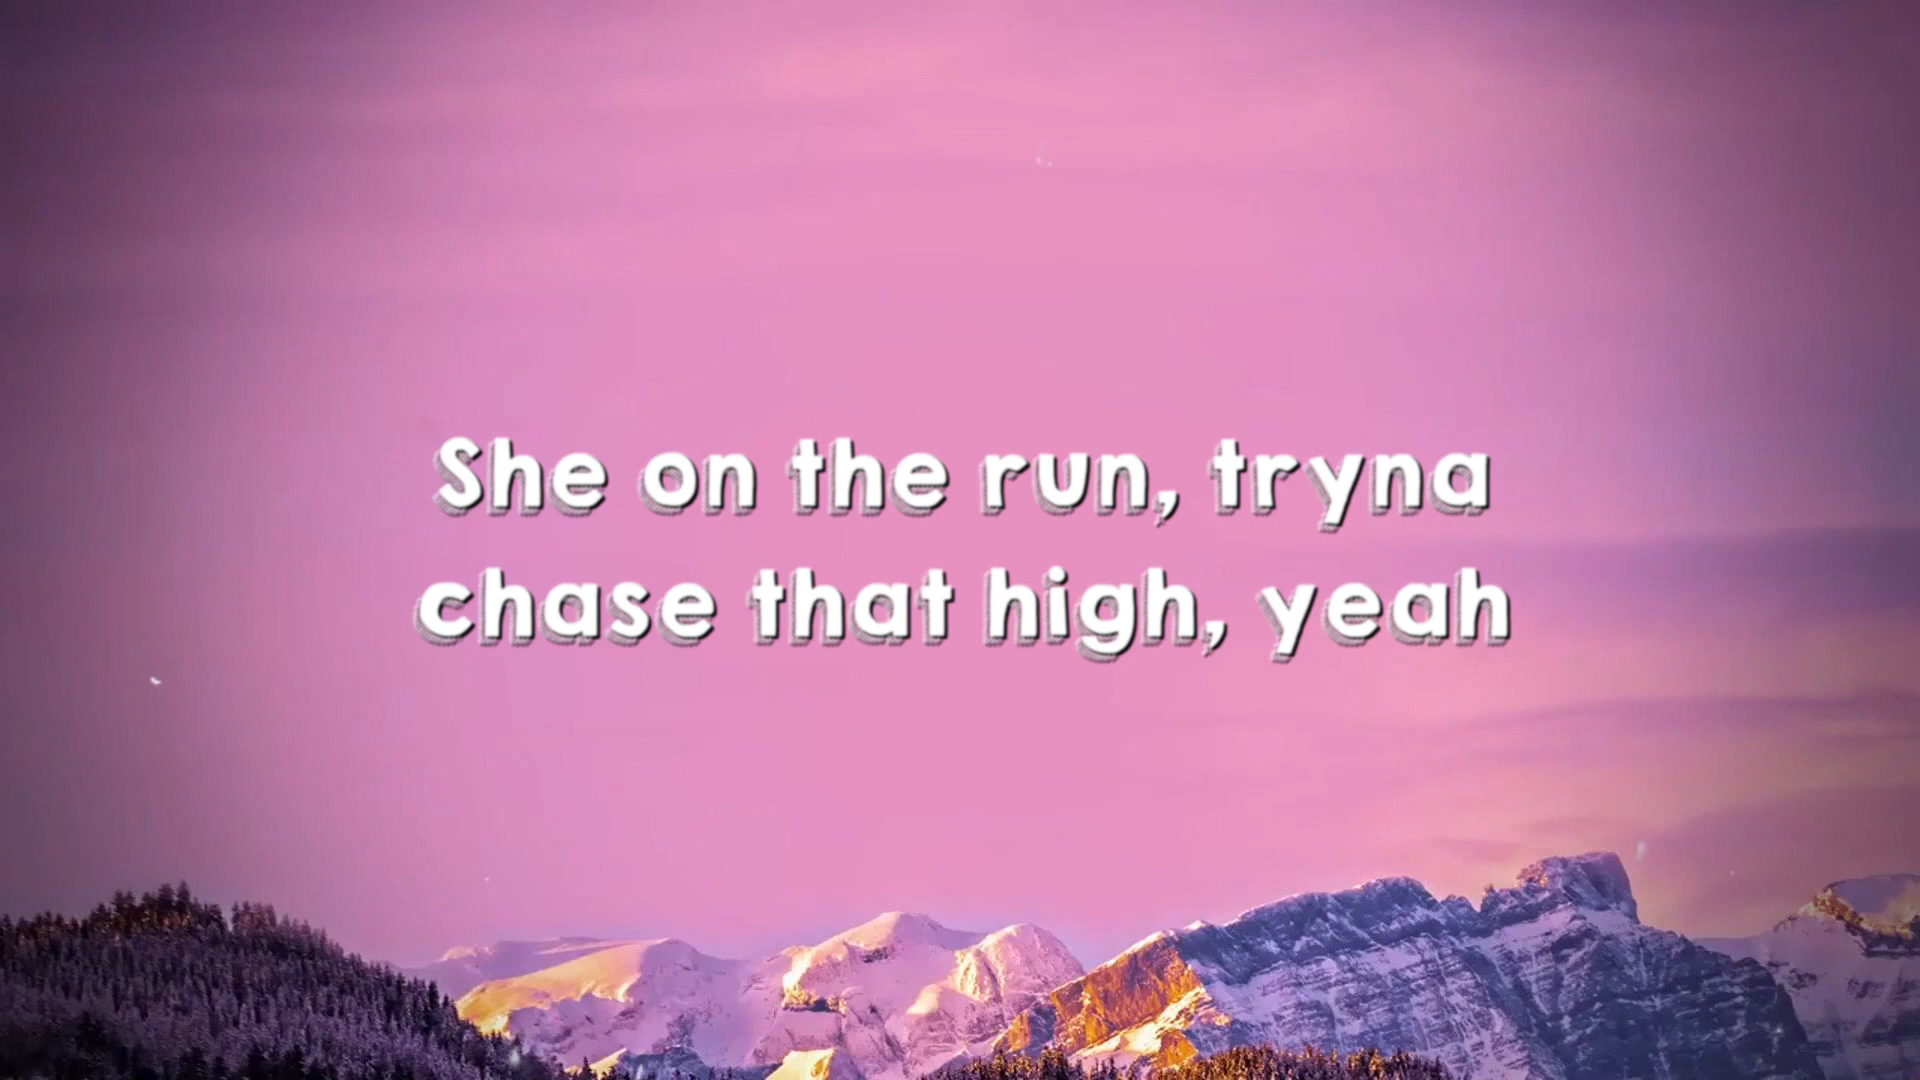 She on the run, tryna
chase that high, yeah